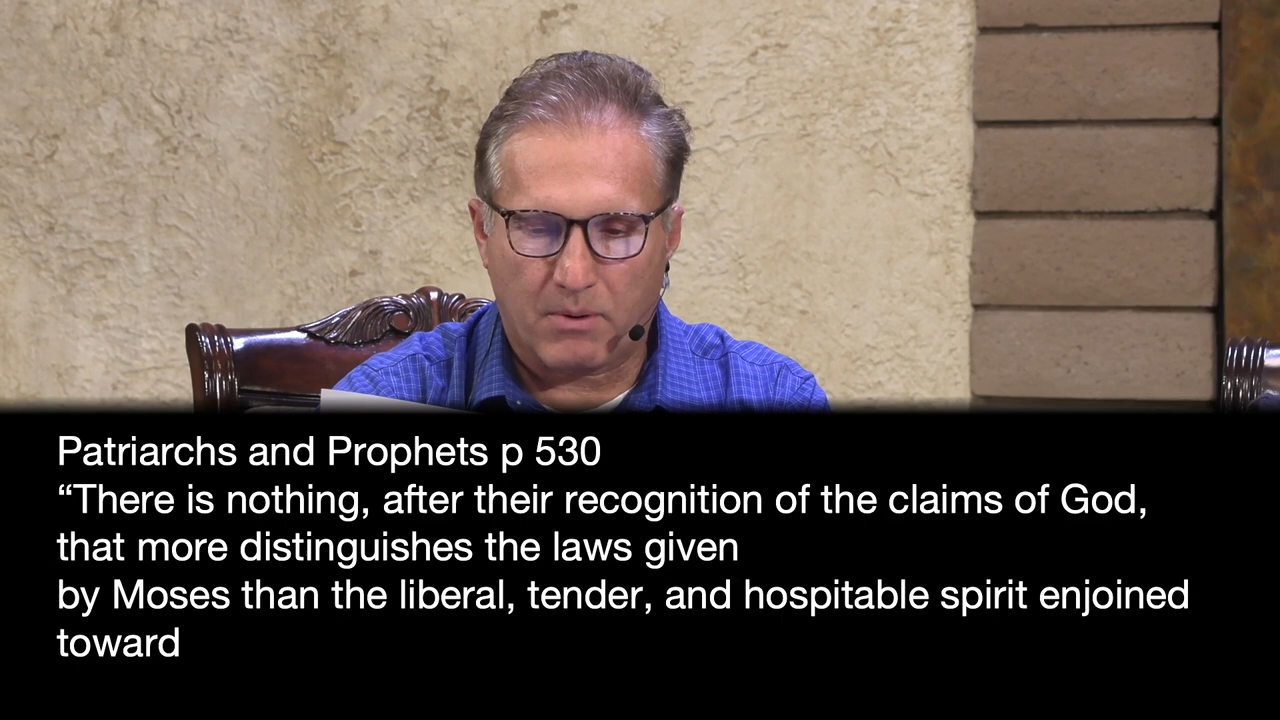 Patriarchs and Prophets p 530
“There is nothing, after their recognition of the claims of God,
that more distinguishes the laws given
by Moses than the liberal, tender, and hospitable spirit enjoined
toward